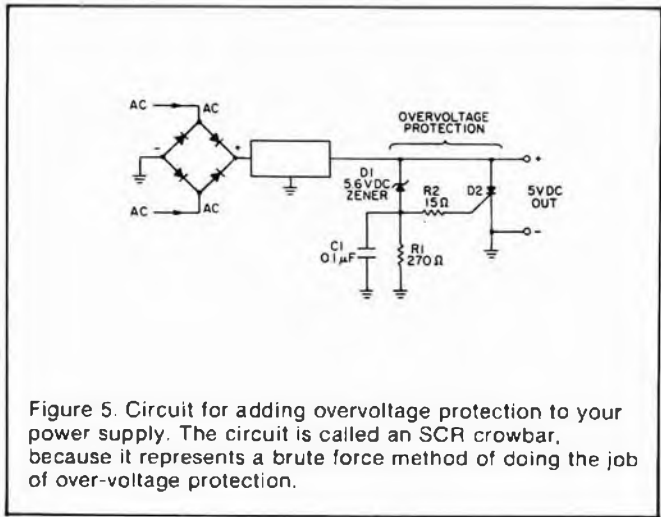 AC
AC
OVERVOLTAGE
PROTECTION
-
+
+
D1
5.6VDC
ZENER
R2
15Ω
D2
5VDC
OUT
AC
AC
C1
0.1µF
R1
270Ω
-
Figure 5. Circuit for adding overvoltage protection to your
power supply. The circuit is called an SCR crowbar,
because it represents a brute force method of doing the job
of over-voltage protection.